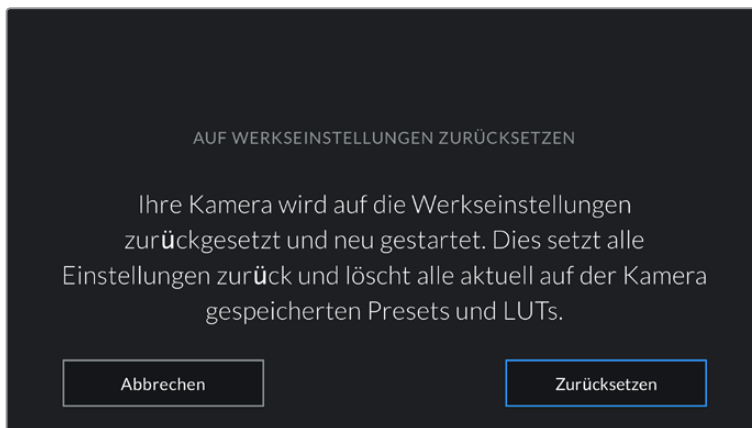 AUF WERKSEINSTELLUNGEN ZURÜCKSETZEN
Ihre Kamera wird auf die Werkseinstellungen
zurückgesetzt und neu gestartet. Dies setzt alle
Einstellungen zurück und löscht alle aktuell auf der Kamera
gespeicherten Presets und LUTs.
Abbrechen
Zurücksetzen